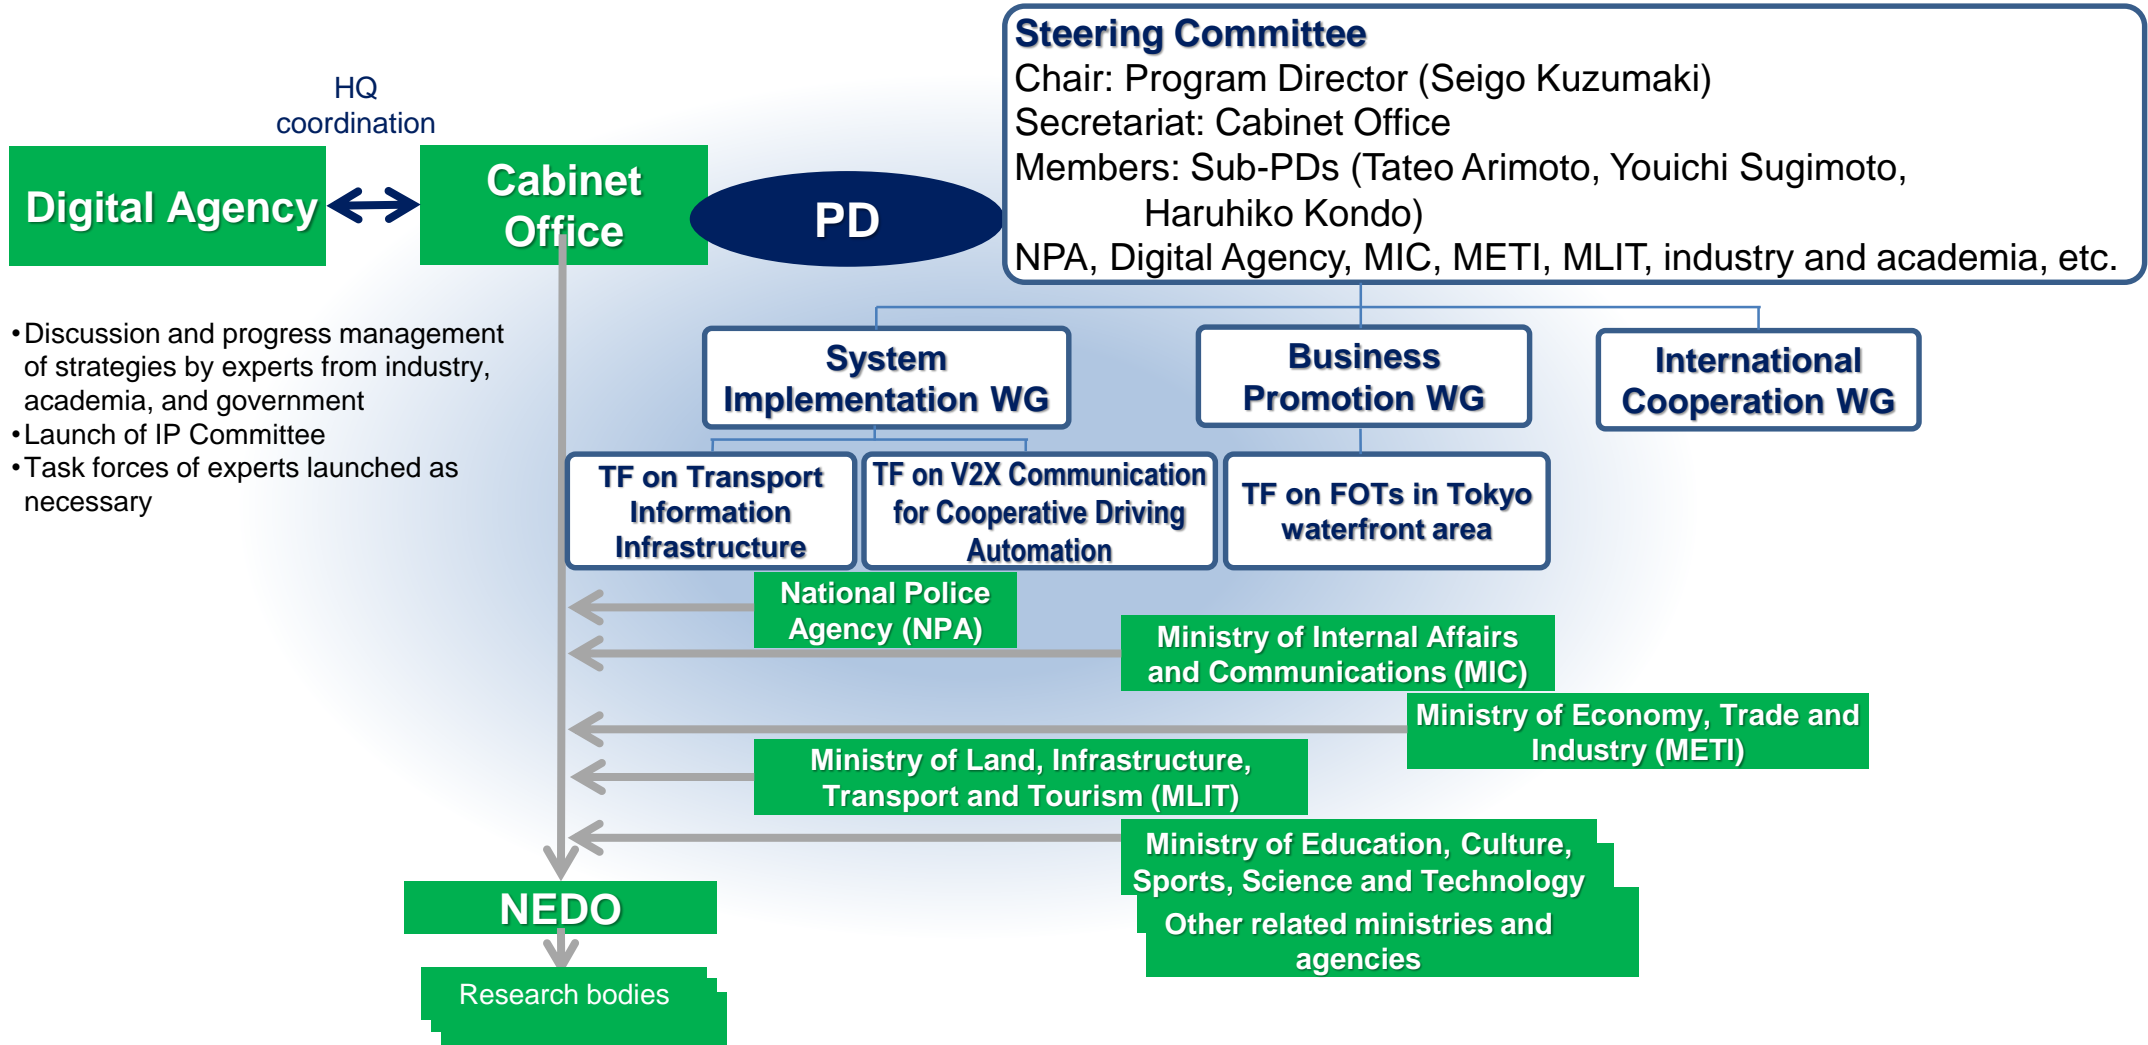 Steering Committee
Chair: Program Director (Seigo Kuzumaki)
Secretariat: Cabinet Office
Members: Sub-PDs (Tateo Arimoto, Youichi Sugimoto,
Haruhiko Kondo)
NPA, Digital Agency, MIC, METI, MLIT, industry and academia, etc.
HQ
coordination
Digital Agency
Cabinet
Office
PD
•Discussion and progress management
of strategies by experts from industry,
academia, and government
•Launch of IP Committee
•Task forces of experts launched as
necessary
System
Implementation WG
Business
Promotion WG
International
Cooperation WG
TF on Transport
Information
Infrastructure
TF on V2X Communication
for Cooperative Driving
Automation
TF on FOTs in Tokyo
waterfront area
National Police
Agency (NPA)
Ministry of Internal Affairs
and Communications (MIC)
Ministry of Economy, Trade and
Industry (METI)
Ministry of Land, Infrastructure,
Transport and Tourism (MLIT)
Ministry of Education, Culture,
Sports, Science and Technology
Other related ministries and
agencies
NEDO
Research bodies